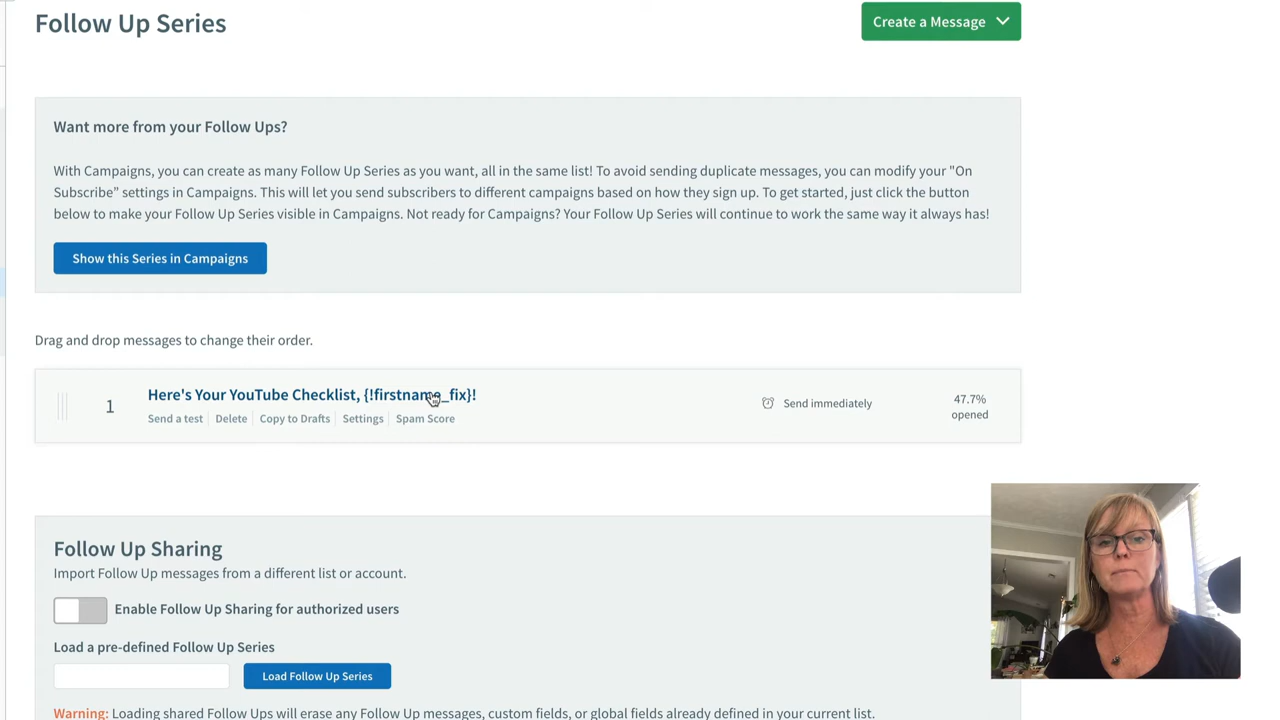 Follow Up Series
Create a Message
Want more from your Follow Ups?
With Campaigns, you can create as many Follow Up Series as you want, all in the same list! To avoid sending duplicate messages, you can modify your "On
Subscribe” settings in Campaigns. This will let you send subscribers to different campaigns based on how they sign up. To get started, just click the button
below to make your Follow Up Series visible in Campaigns. Not ready for Campaigns? Your Follow Up Series will continue to work the same way it always has!
Show this Series in Campaigns
Drag and drop messages to change their order.
1
Here's Your YouTube Checklist, {!firstname_fix}!
Send a test Delete Copy to Drafts Settings Spam Score
Send immediately
47.7%
opened
Follow Up Sharing
Import Follow Up messages from a different list or account.
Enable Follow Up Sharing for authorized users
Load a pre-defined Follow Up Series
Load Follow Up Series
Warning: Loading shared Follow Ups will erase any Follow Up messages, custom fields, or global fields already defined in your current list.